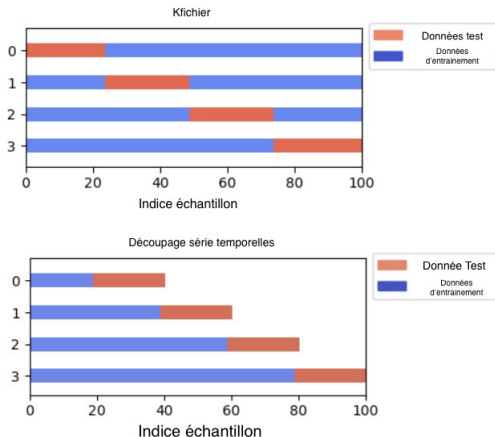 Kfichier
Données test
Données
d'entrainement
0
1
2
3
0 20 40 60 80 100
Indice échantillon
Découpage série temporelles
Donnée Test
Données
d'entrainement
0
1
2
3
0 20 40 60 80 100
Indice échantillon